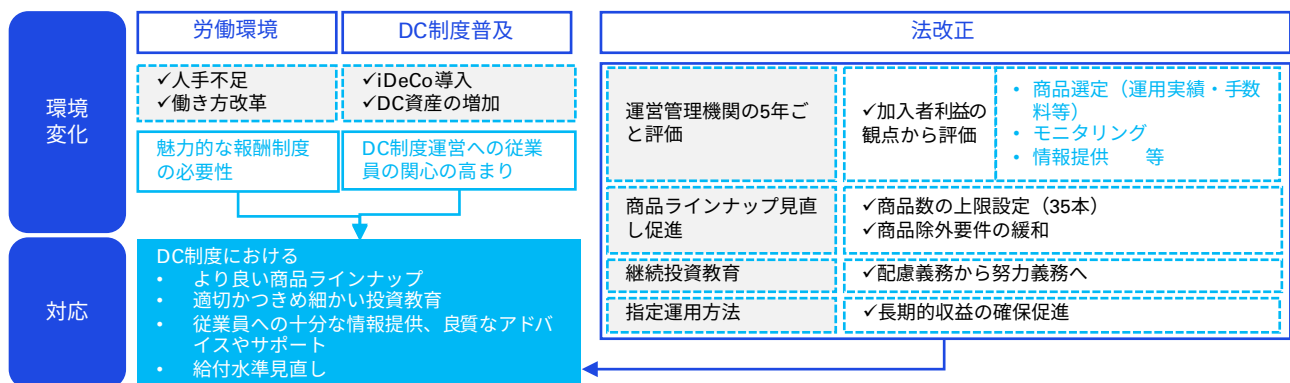 環境
変化
労働環境
✓人手不足
✓働き方改革
魅力的な報酬制度
の必要性
DC制度普及
✓iDeCo導入
✓DC資産の増加
DC制度運営への従業
員の関心の高まり
法改正
運営管理機関の5年ご
と評価
✓加入者利益の
観点から評価
• 商品選定（運用実績・手数
料等）
• モニタリング
• 情報提供　　等
商品ラインナップ見直
し促進
✓商品数の上限設定（35本）
✓商品除外要件の緩和
継続投資教育
✓配慮義務から努力義務へ
指定運用方法
✓長期的収益の確保促進
対応
DC制度における
• より良い商品ラインナップ
• 適切かつきめ細かい投資教育
• 従業員への十分な情報提供、良質なアドバ
イスやサポート
• 給付水準見直し